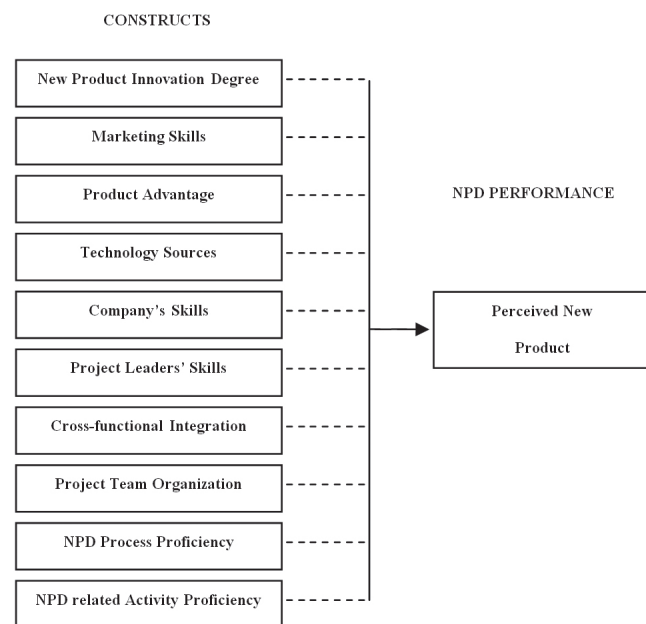 CONSTRUCTS
New Product Innovation Degree
Marketing Skills
Product Advantage
Technology Sources
Company's Skills
Project Leaders' Skills
Cross-functional Integration
Project Team Organization
NPD Process Proficiency
NPD related Activity Proficiency
NPD PERFORMANCE
Perceived New
Product